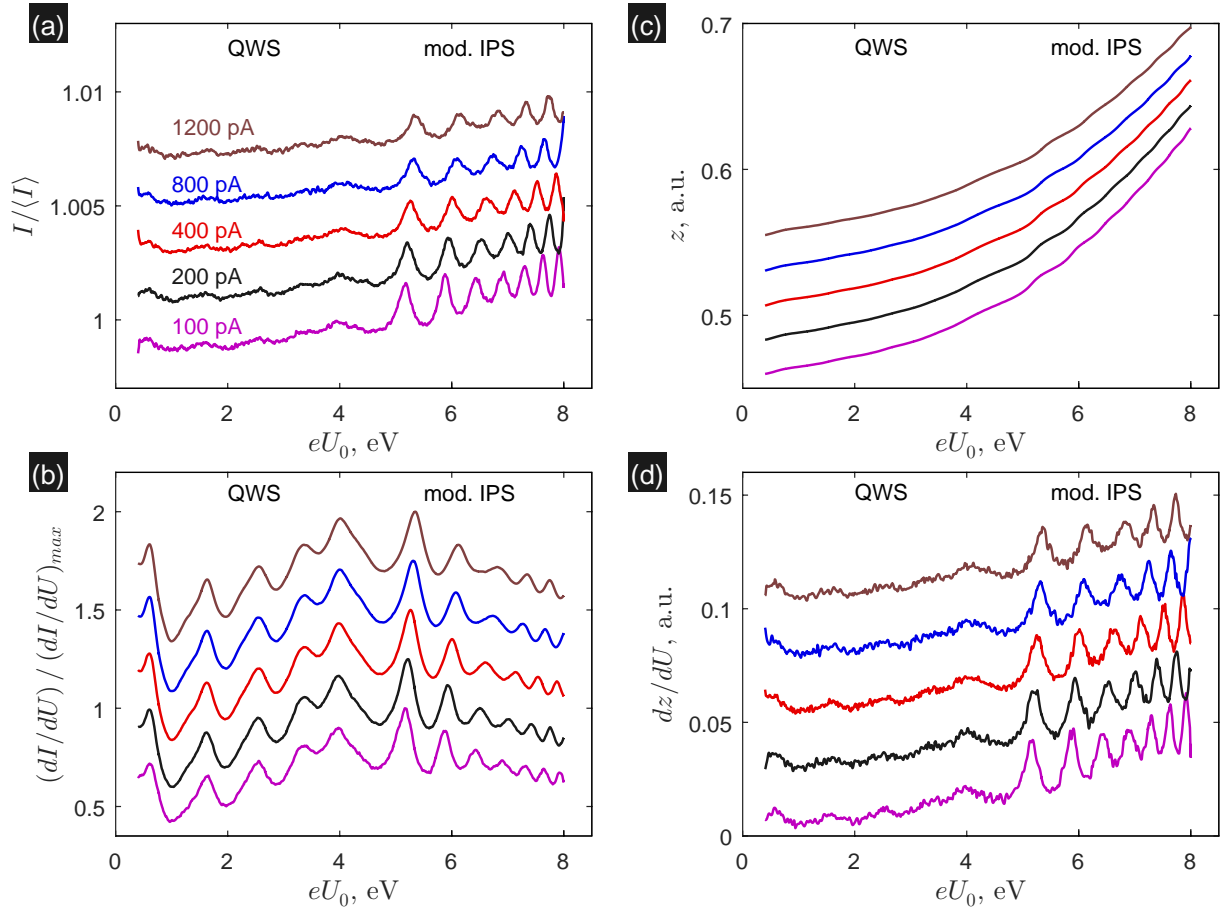 (a)
QWS
mod. IPS
1.01
1.005
1
I/⟨I⟩
1200 pA
800 pA
400 pA
200 pA
100 pA
0
2
4
6
8
eU₀, eV
(c)
QWS
mod. IPS
0.7
0.6
0.5
z, a.u.
0
2
4
6
8
eU₀, eV
(b)
QWS
mod. IPS
2
1.5
1
0.5
(dI/dU) / (dI/dU)ₘₐₓ
0
2
4
6
8
eU₀, eV
(d)
QWS
mod. IPS
0.15
0.1
0.05
0
dz/dU, a.u.
0
2
4
6
8
eU₀, eV